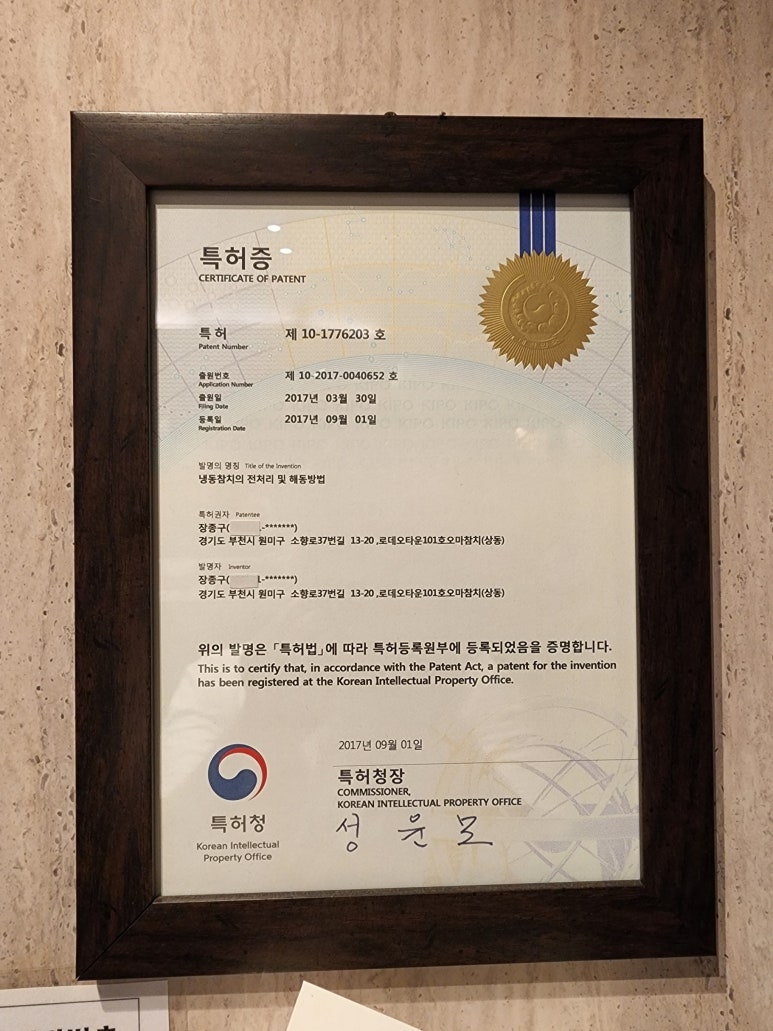 특허증
CERTIFICATE OF PATENT
특허 제 10-1776203 호
Patent Number
출원번호 제 10-2017-0040652 호
Application Number
출원일 2017년 03월 30일
Filing Date
등록일 2017년 09월 01일
Registration Date
발명의 명칭 Title of the Invention
냉동참치의 전처리 및 해동방법
특허권자 Patentee
장종구( -*******)
경기도 부천시 원미구 소향로37번길 13-20 ,로데오타운101호오마참치(상동)
발명자 Inventor
장종구( -*******)
경기도 부천시 원미구 소향로37번길 13-20 ,로데오타운101호오마참치(상동)
위의 발명은 「특허법」에 따라 특허등록원부에 등록되었음을 증명합니다.
This is to certify that, in accordance with the Patent Act, a patent for the invention
has been registered at the Korean Intellectual Property Office.
2017년 09월 01일
특허청장
COMMISSIONER,
KOREAN INTELLECTUAL PROPERTY OFFICE
성 윤 모
특허청
Korean Intellectual
Property Office